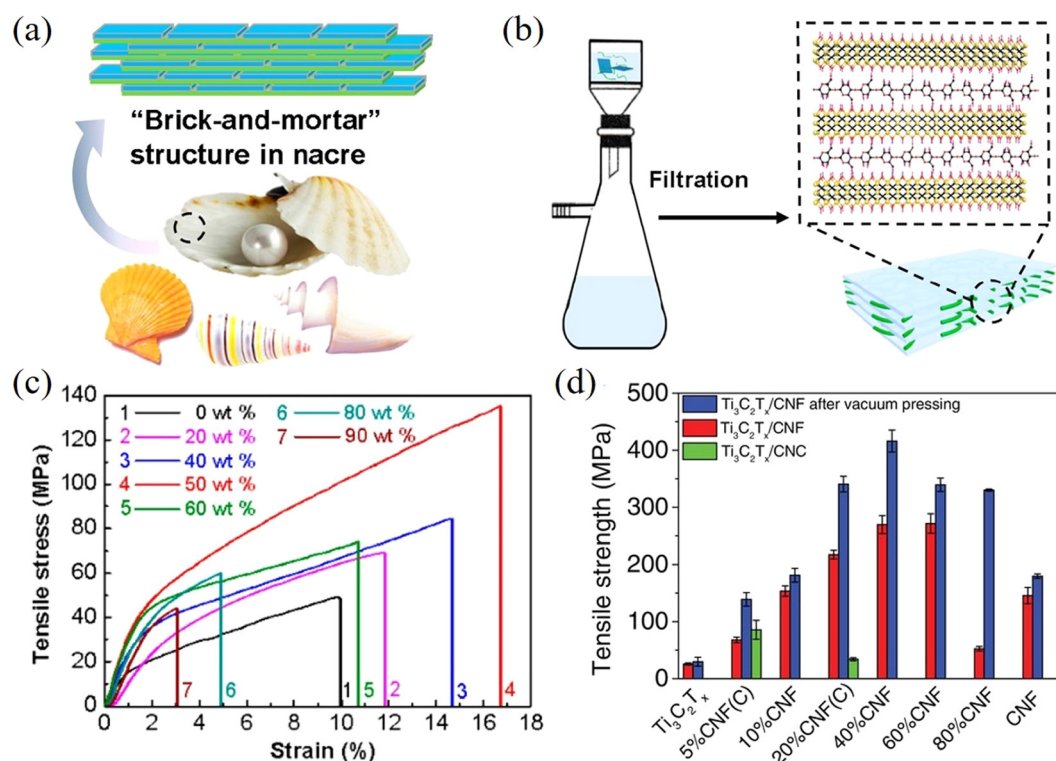 (a)
"Brick-and-mortar"
structure in nacre
(b)
Filtration
(c)
Tensile stress (MPa)
140
120
100
80
60
40
20
0
1 0 wt %
2 20 wt %
3 40 wt %
4 50 wt %
5 60 wt %
6 80 wt %
7 90 wt %
7
6
1
5
2
3
4
0 2 4 6 8 10 12 14 16 18
Strain (%)
(d)
Tensile strength (MPa)
500
400
300
200
100
0
Ti₃C₂Tₓ/CNF after vacuum pressing
Ti₃C₂Tₓ/CNF
Ti₃C₂Tₓ/CNC
Ti₃C₂Tₓ
5%CNF(C)
10%CNF
20%CNF(C)
40%CNF
60%CNF
80%CNF
CNF